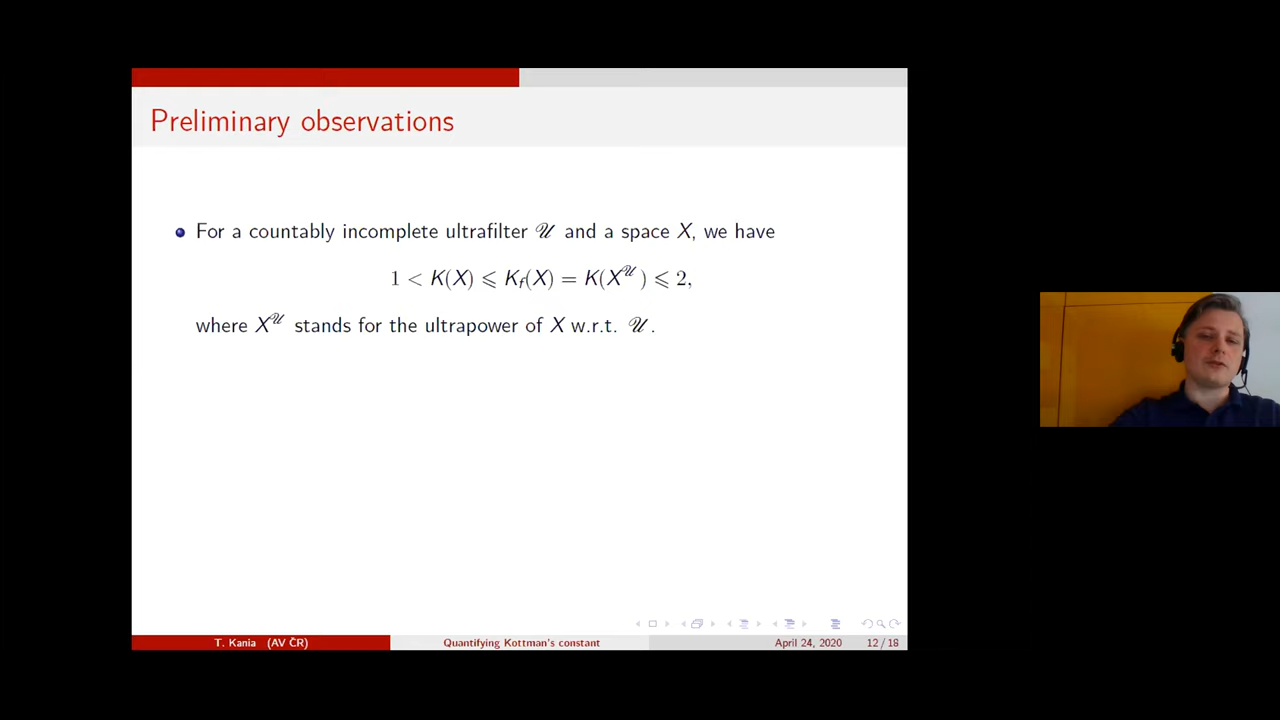 Preliminary observations
For a countably incomplete ultrafilter 𝒰 and a space X, we have
1 < K(X) ⩽ K_f(X) = K(X^𝒰) ⩽ 2,
where X^𝒰 stands for the ultrapower of X w.r.t. 𝒰.
T. Kania (AV ČR) Quantifying Kottman's constant April 24, 2020 12 / 18